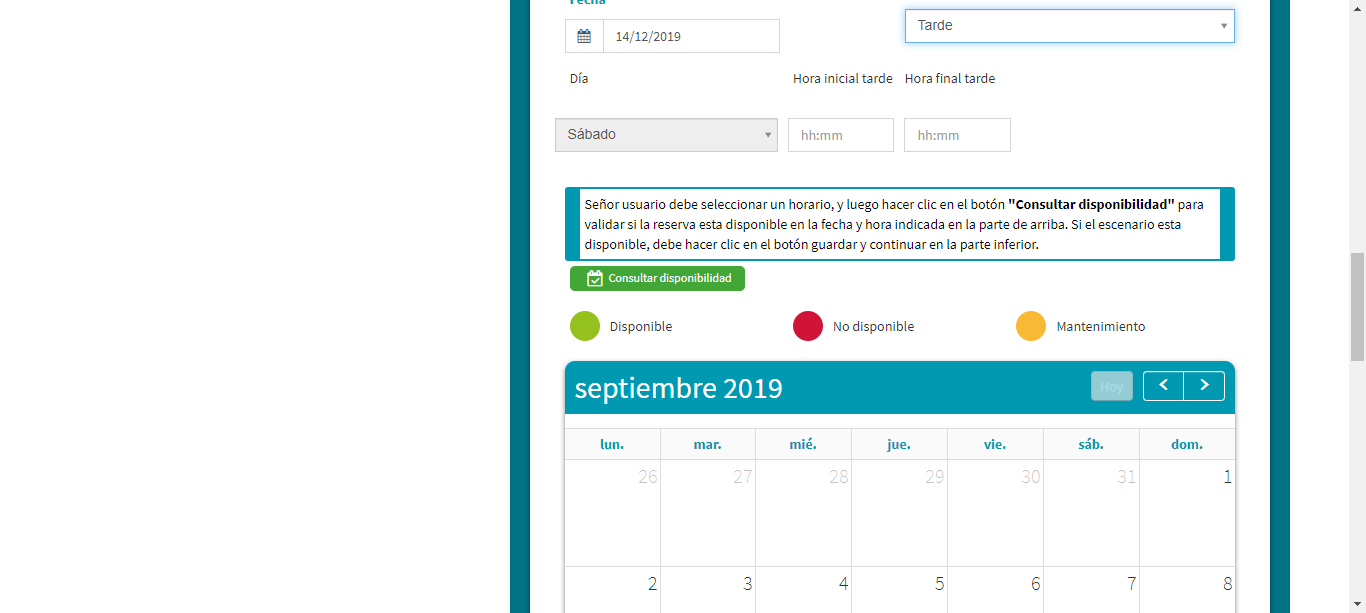 Fecha
14/12/2019
Tarde
Día
Hora inicial tarde
Hora final tarde
Sábado
hh:mm
hh:mm
Señor usuario debe seleccionar un horario, y luego hacer clic en el botón "Consultar disponibilidad" para
validar si la reserva esta disponible en la fecha y hora indicada en la parte de arriba. Si el escenario esta
disponible, debe hacer clic en el botón guardar y continuar en la parte inferior.
Consultar disponibilidad
Disponible
No disponible
Mantenimiento
septiembre 2019
Hoy
lun. mar. mié. jue. vie. sáb. dom.
26 27 28 29 30 31 1
2 3 4 5 6 7 8